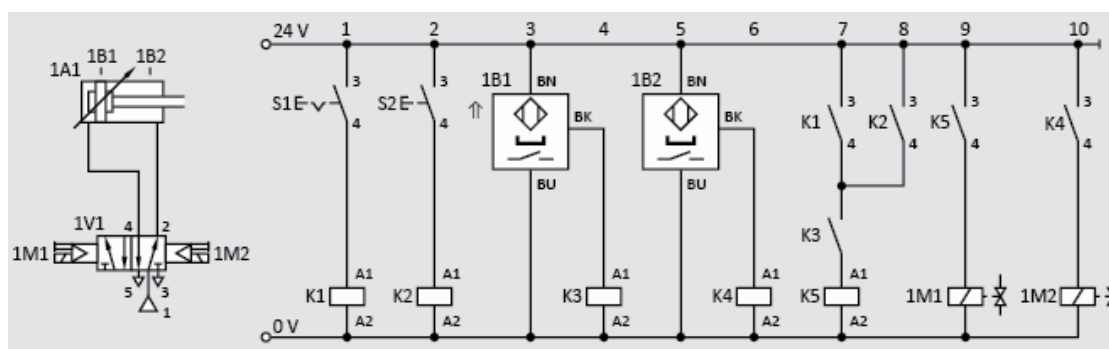 24 V 1 2 3 4 5 6 7 8 9 10
1B1 1B2
1A1
1V1 4 2
1M1 1M2
5 3
1
3 3 1B1 BN 1B2 BN 3 3 3 3
S1 E S2 E BK BK K1 K2 K5 K4
4 4 4 4 4 4
BU BU
K3
A1 A1 A1 A1 A1
K1 K2 K3 K4 K5 1M1 1M2
A2 A2 A2 A2 A2
0 V